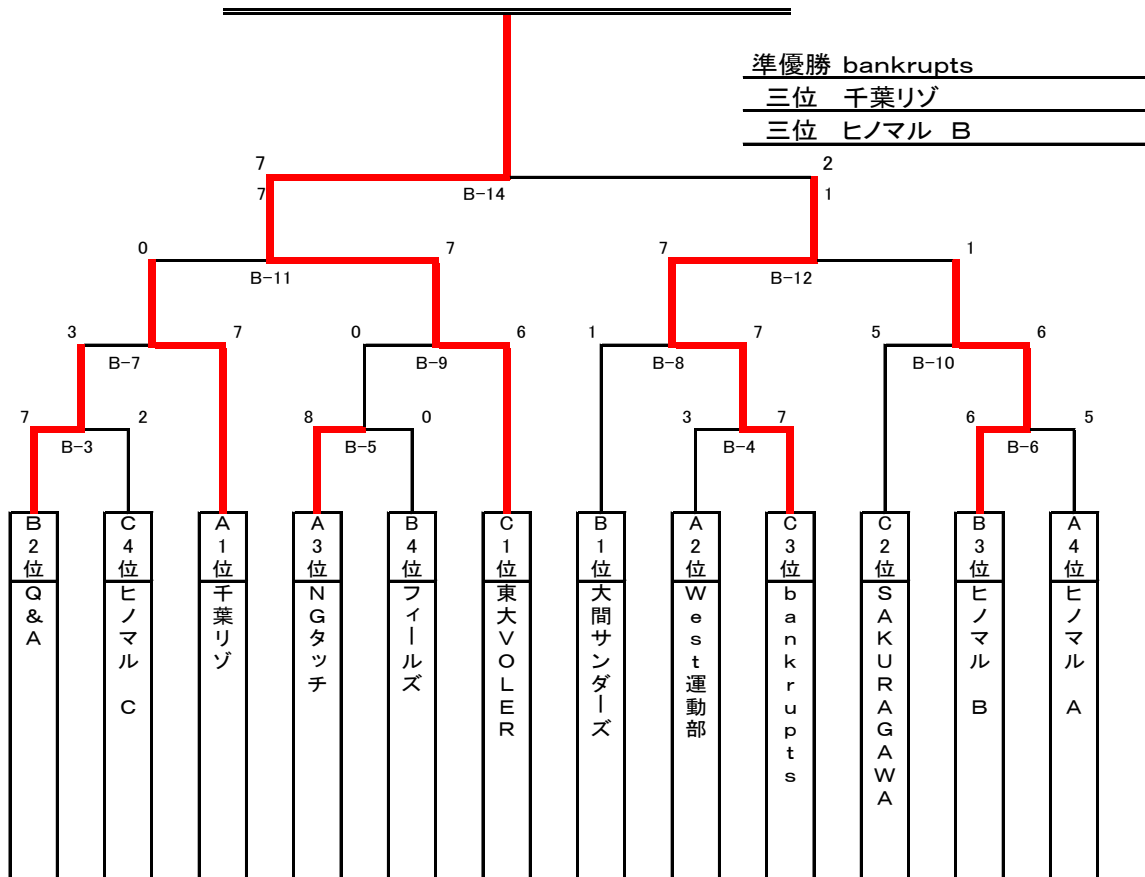 準優勝 bankrupts
三位 千葉リゾ
三位 ヒノマル B
7 2
B-14
7 1
0 7 7 1
B-11 B-12
3 7 0 6 1 7 5 6
B-7 B-9 B-8 B-10
7 2 8 0 3 7 6 5
B-3 B-5 B-4 B-6
B2位 C4位 A1位 A3位 B4位 C1位 B1位 A2位 C3位 C2位 B3位 A4位
Q&A
ヒノマル C
千葉リゾ
NGタッチ
フィールズ
東大VOLER
大間サンダーズ
West運動部
bankrupts
SAKURAGAWA
ヒノマル B
ヒノマル A